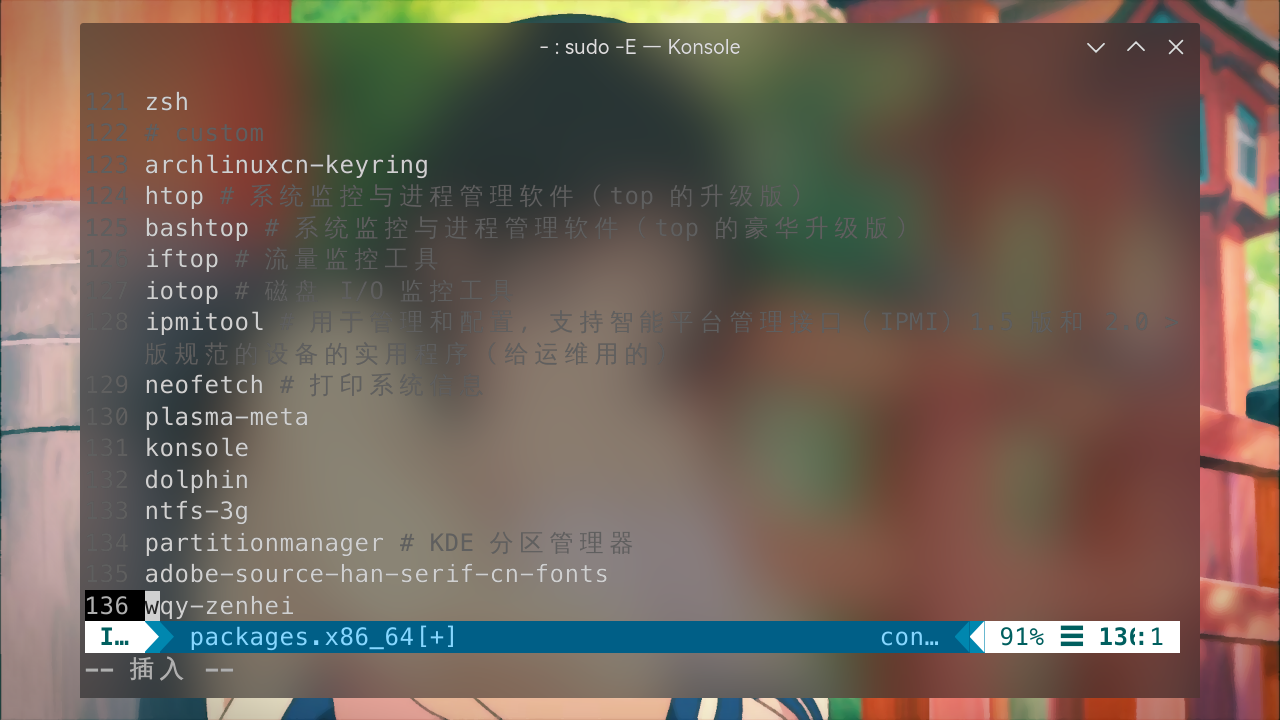 - : sudo -E — Konsole
121 zsh
122 # custom
123 archlinuxcn-keyring
124 htop # 系统监控与进程管理软件（top 的升级版）
125 bashtop # 系统监控与进程管理软件（top 的豪华升级版）
126 iftop # 流量监控工具
127 iotop # 磁盘 I/O 监控工具
128 ipmitool # 用于管理和配置, 支持智能平台管理接口（IPMI）1.5 版和 2.0 >
版规范的设备的实用程序（给运维用的
129 neofetch # 打印系统信息
130 plasma-meta
131 konsole
132 dolphin
133 ntfs-3g
134 partitionmanager # KDE 分区管理器
135 adobe-source-han-serif-cn-fonts
136 wqy-zenhei
I… packages.x86_64[+] con… 91% ☰ 136:1
-- 插入 --